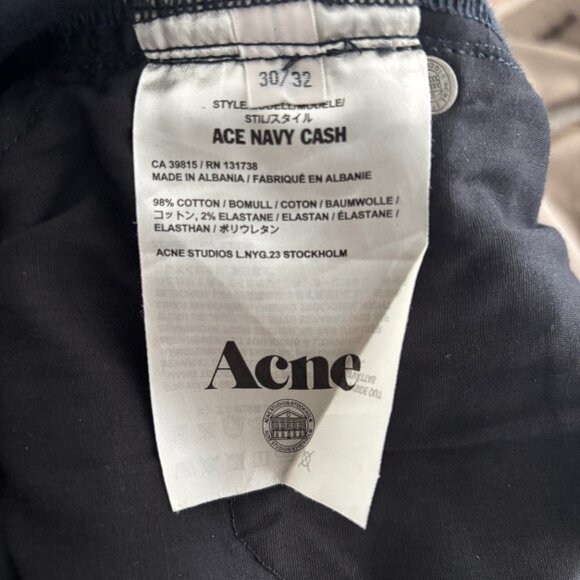 30/32
STYLE
STIL/スタイル
ACE NAVY CASH
CA 39815 / RN 131738
MADE IN ALBANIA / FABRIQUÉ EN ALBANIE
98% COTTON / BOMULL / COTON / BAUMWOLLE /
コットン, 2% ELASTANE / ELASTAN / ÉLASTANE /
ELASTHAN / ポリウレタン
ACNE STUDIOS L.NYG.23 STOCKHOLM
Acne